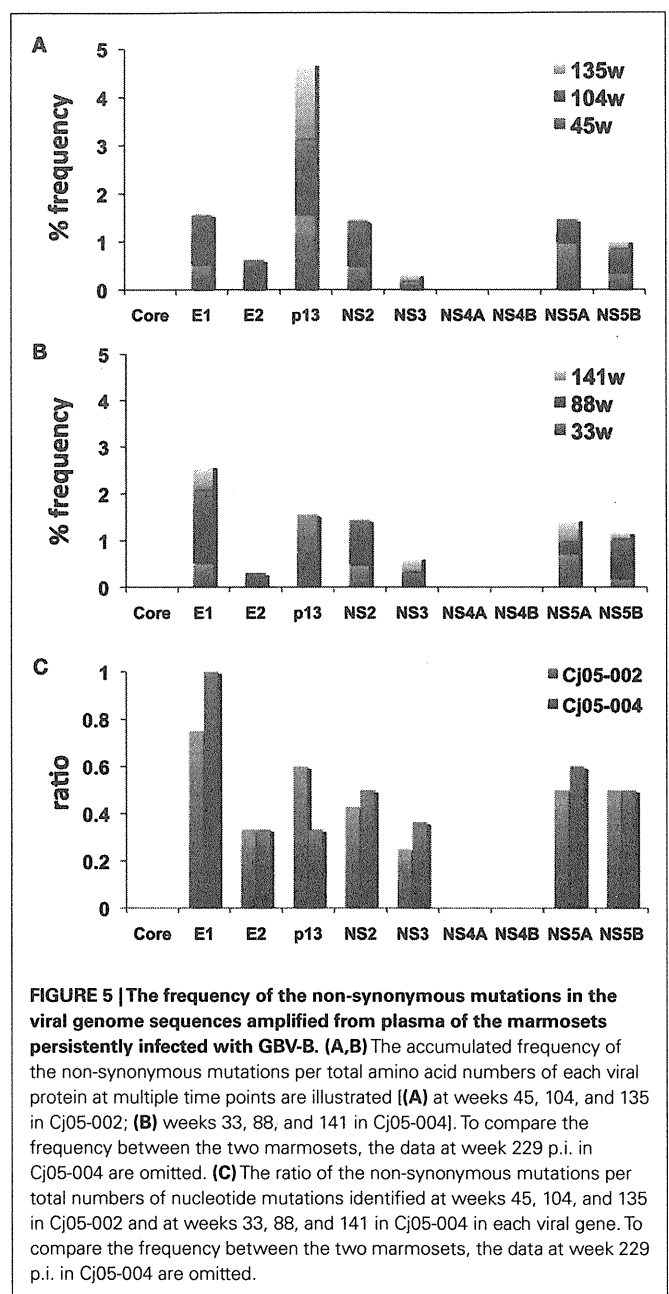 A
% frequency
5
4
3
2
1
0
135w
104w
45w
Core E1 E2 p13 NS2 NS3 NS4A NS4B NS5A NS5B
B
% frequency
5
4
3
2
1
0
141w
88w
33w
Core E1 E2 p13 NS2 NS3 NS4A NS4B NS5A NS5B
C
ratio
1
0.8
0.6
0.4
0.2
0
Cj05-002
Cj05-004
Core E1 E2 p13 NS2 NS3 NS4A NS4B NS5A NS5B
FIGURE 5 | The frequency of the non-synonymous mutations in the
viral genome sequences amplified from plasma of the marmosets
persistently infected with GBV-B. (A,B) The accumulated frequency of
the non-synonymous mutations per total amino acid numbers of each viral
protein at multiple time points are illustrated [(A) at weeks 45, 104, and 135
in Cj05-002; (B) weeks 33, 88, and 141 in Cj05-004]. To compare the
frequency between the two marmosets, the data at week 229 p.i. in
Cj05-004 are omitted. (C) The ratio of the non-synonymous mutations per
total numbers of nucleotide mutations identified at weeks 45, 104, and 135
in Cj05-002 and at weeks 33, 88, and 141 in Cj05-004 in each viral gene. To
compare the frequency between the two marmosets, the data at week 229
p.i. in Cj05-004 are omitted.